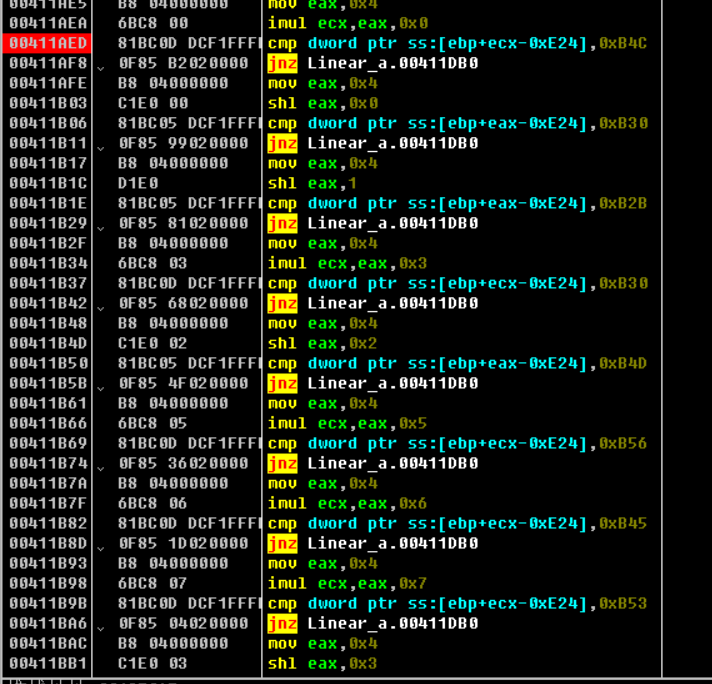 00411AE5 B8 04000000 mov eax,0x4
00411AEA 6BC8 00 imul ecx,eax,0x0
00411AED 81BC0D DCF1FFF cmp dword ptr ss:[ebp+ecx-0xE24],0xB4C
00411AF8 0F85 B2020000 jnz Linear_a.00411DB0
00411AFE B8 04000000 mov eax,0x4
00411B03 C1E0 00 shl eax,0x0
00411B06 81BC05 DCF1FFF cmp dword ptr ss:[ebp+eax-0xE24],0xB30
00411B11 0F85 99020000 jnz Linear_a.00411DB0
00411B17 B8 04000000 mov eax,0x4
00411B1C D1E0 shl eax,1
00411B1E 81BC05 DCF1FFF cmp dword ptr ss:[ebp+eax-0xE24],0xB2B
00411B29 0F85 81020000 jnz Linear_a.00411DB0
00411B2F B8 04000000 mov eax,0x4
00411B34 6BC8 03 imul ecx,eax,0x3
00411B37 81BC0D DCF1FFF cmp dword ptr ss:[ebp+ecx-0xE24],0xB30
00411B42 0F85 68020000 jnz Linear_a.00411DB0
00411B48 B8 04000000 mov eax,0x4
00411B4D C1E0 02 shl eax,0x2
00411B50 81BC05 DCF1FFF cmp dword ptr ss:[ebp+eax-0xE24],0xB4D
00411B5B 0F85 4F020000 jnz Linear_a.00411DB0
00411B61 B8 04000000 mov eax,0x4
00411B66 6BC8 05 imul ecx,eax,0x5
00411B69 81BC0D DCF1FFF cmp dword ptr ss:[ebp+ecx-0xE24],0xB56
00411B74 0F85 36020000 jnz Linear_a.00411DB0
00411B7A B8 04000000 mov eax,0x4
00411B7F 6BC8 06 imul ecx,eax,0x6
00411B82 81BC0D DCF1FFF cmp dword ptr ss:[ebp+ecx-0xE24],0xB45
00411B8D 0F85 1D020000 jnz Linear_a.00411DB0
00411B93 B8 04000000 mov eax,0x4
00411B98 6BC8 07 imul ecx,eax,0x7
00411B9B 81BC0D DCF1FFF cmp dword ptr ss:[ebp+ecx-0xE24],0xB53
00411BA6 0F85 04020000 jnz Linear_a.00411DB0
00411BAC B8 04000000 mov eax,0x4
00411BB1 C1E0 03 shl eax,0x3